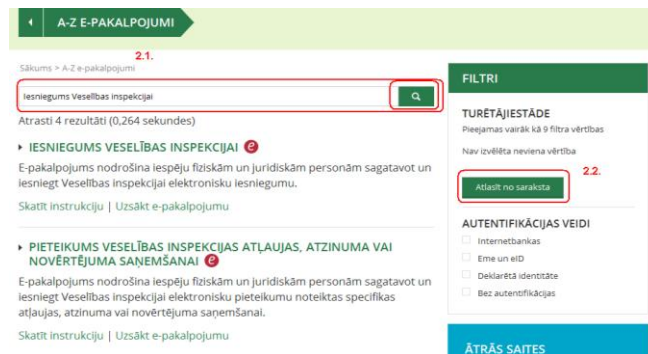 A-Z E-PAKALPOJUMI
2.1.
Sākums > A-Z e-pakalpojumi
Iesniegums Veselības inspekcijai
Atrasti 4 rezultāti (0,264 sekundes)
IESNIEGUMS VESELĪBAS INSPEKCIJAI
E-pakalpojums nodrošina iespēju fiziskām un juridiskām personām sagatavot un
iesniegt Veselības inspekcijai elektronisku iesniegumu.
Skatīt instrukciju | Uzsākt e-pakalpojumu
PIETEIKUMS VESELĪBAS INSPEKCIJAS ATĻAUJAS, ATZINUMA VAI
NOVĒRTĒJUMA SAŅEMŠANAI
E-pakalpojums nodrošina iespēju fiziskām un juridiskām personām sagatavot un
iesniegt Veselības inspekcijai elektronisku pieteikumu noteiktas specifikas
atļaujas, atzinuma vai novērtējuma saņemšanai.
Skatīt instrukciju | Uzsākt e-pakalpojumu
FILTRI
TURĒTĀJIESTĀDE
Pieejamas vairāk kā 9 filtra vērtības
Nav izvēlēta neviena vērtība
2.2.
Atlasīt no saraksta
AUTENTIFIKĀCIJAS VEIDI
Internetbankas
Eme un eID
Deklarētā identitāte
Bez autentifikācijas
ĀTRĀS SAITES